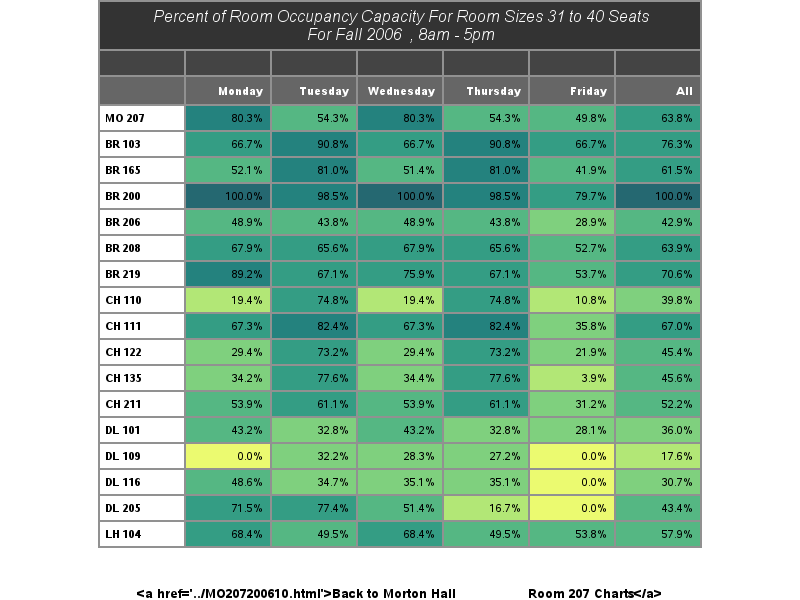 Percent of Room Occupancy Capacity For Room Sizes 31 to 40 Seats
For Fall 2006 , 8am - 5pm
Monday Tuesday Wednesday Thursday Friday All
MO 207 80.3% 54.3% 80.3% 54.3% 49.8% 63.8%
BR 103 66.7% 90.8% 66.7% 90.8% 66.7% 76.3%
BR 165 52.1% 81.0% 51.4% 81.0% 41.9% 61.5%
BR 200 100.0% 98.5% 100.0% 98.5% 79.7% 100.0%
BR 206 48.9% 43.8% 48.9% 43.8% 28.9% 42.9%
BR 208 67.9% 65.6% 67.9% 65.6% 52.7% 63.9%
BR 219 89.2% 67.1% 75.9% 67.1% 53.7% 70.6%
CH 110 19.4% 74.8% 19.4% 74.8% 10.8% 39.8%
CH 111 67.3% 82.4% 67.3% 82.4% 35.8% 67.0%
CH 122 29.4% 73.2% 29.4% 73.2% 21.9% 45.4%
CH 135 34.2% 77.6% 34.4% 77.6% 3.9% 45.6%
CH 211 53.9% 61.1% 53.9% 61.1% 31.2% 52.2%
DL 101 43.2% 32.8% 43.2% 32.8% 28.1% 36.0%
DL 109 0.0% 32.2% 28.3% 27.2% 0.0% 17.6%
DL 116 48.6% 34.7% 35.1% 35.1% 0.0% 30.7%
DL 205 71.5% 77.4% 51.4% 16.7% 0.0% 43.4%
LH 104 68.4% 49.5% 68.4% 49.5% 53.8% 57.9%
<a href='../MO207200610.html'>Back to Morton Hall Room 207 Charts</a>